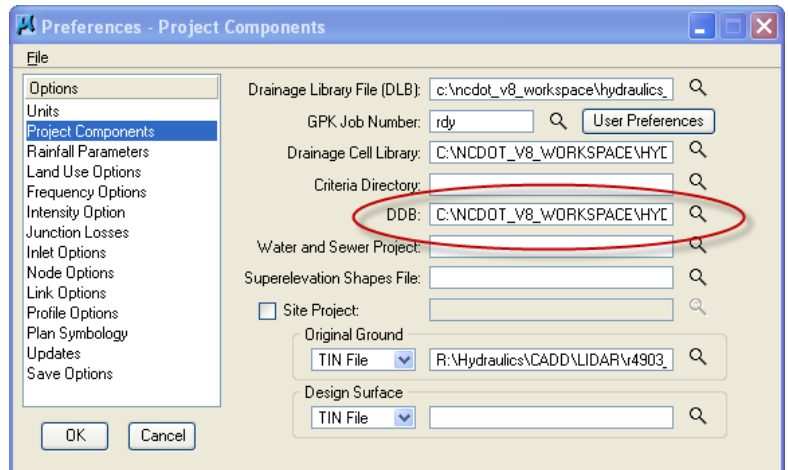 Preferences - Project Components
File
Options
Units
Project Components
Rainfall Parameters
Land Use Options
Frequency Options
Intensity Option
Junction Losses
Inlet Options
Node Options
Link Options
Profile Options
Plan Symbology
Updates
Save Options
OK Cancel
Drainage Library File (DLB): c:\ncdot_v8_workspace\hydraulics_
GPK Job Number: rdy User Preferences
Drainage Cell Library: C:\NCDOT_V8_WORKSPACE\HYD
Criteria Directory:
DDB: C:\NCDOT_V8_WORKSPACE\HYD
Water and Sewer Project:
Superelevation Shapes File:
Site Project:
Original Ground
TIN File R:\Hydraulics\CADD\LIDAR\r4903_
Design Surface
TIN File